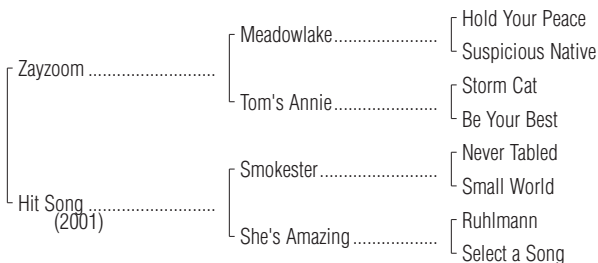 Hold Your Peace
Meadowlake......................
Suspicious Native
Zayzoom ...........................
Storm Cat
Tom's Annie......................
Be Your Best
Never Tabled
Smokester.........................
Small World
Hit Song ...........................
(2001)
Ruhlmann
She's Amazing..................
Select a Song